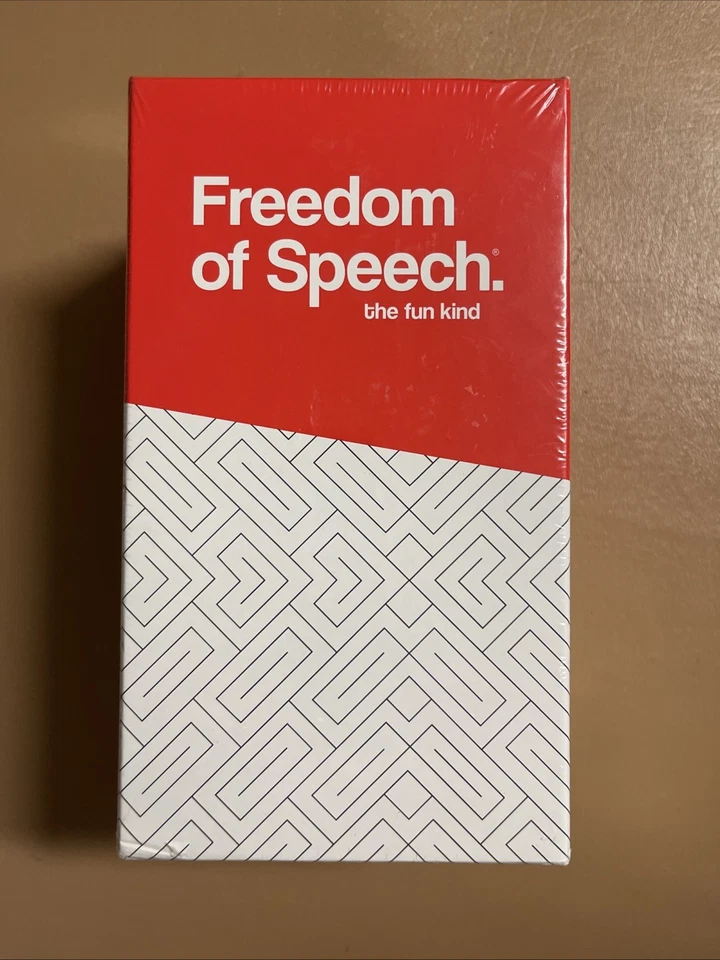 Freedom
of Speech.®
the fun kind